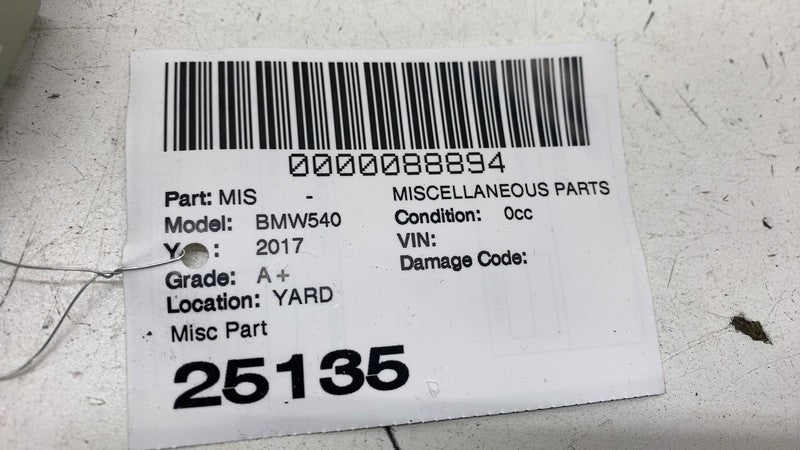 0000088894
Part: MIS - MISCELLANEOUS PARTS
Model: BMW540 Condition: 0cc
Y : 2017 VIN:
Grade: A+ Damage Code:
Location: YARD
Misc Part
25135